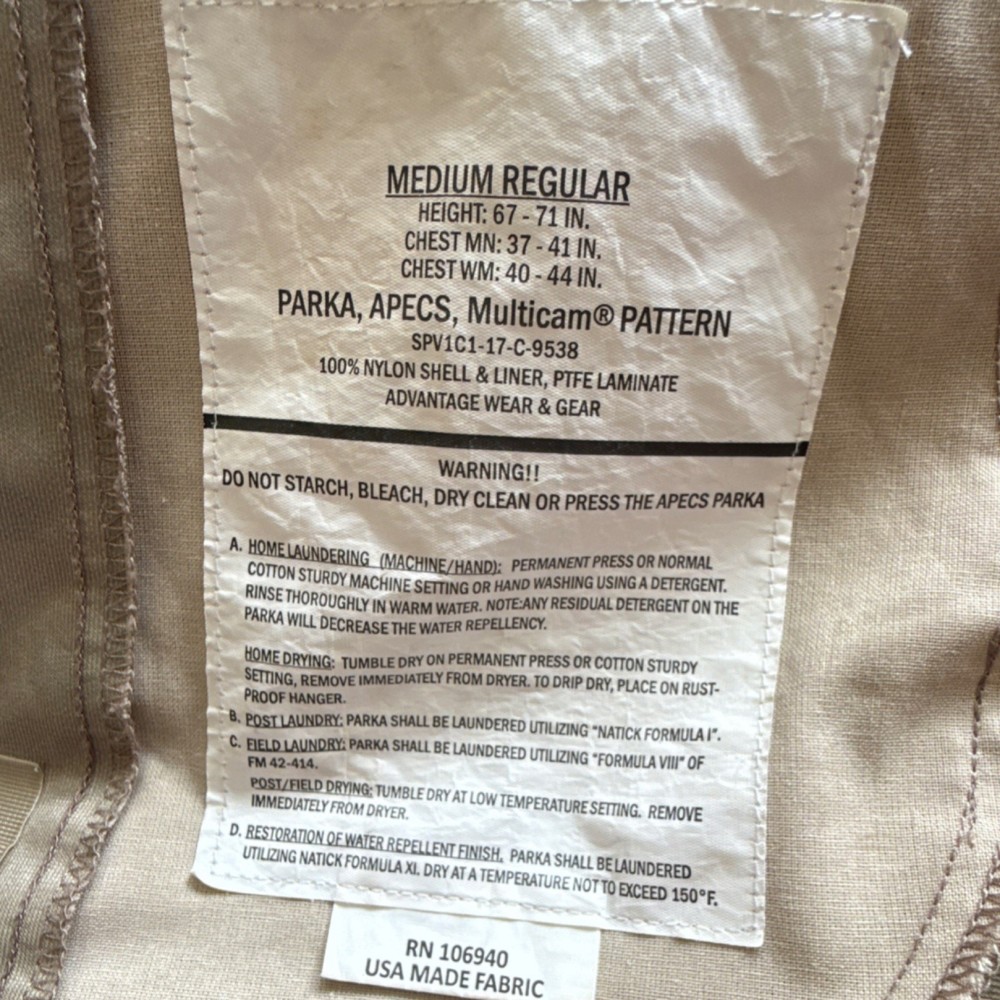 MEDIUM REGULAR
HEIGHT: 67 - 71 IN.
CHEST MN: 37 - 41 IN.
CHEST WM: 40 - 44 IN.
PARKA, APECS, Multicam® PATTERN
SPV1C1-17-C-9538
100% NYLON SHELL & LINER, PTFE LAMINATE
ADVANTAGE WEAR & GEAR
WARNING!!
DO NOT STARCH, BLEACH, DRY CLEAN OR PRESS THE APECS PARKA
A. HOME LAUNDERING (MACHINE/HAND): PERMANENT PRESS OR NORMAL
COTTON STURDY MACHINE SETTING OR HAND WASHING USING A DETERGENT.
RINSE THOROUGHLY IN WARM WATER. NOTE:ANY RESIDUAL DETERGENT ON THE
PARKA WILL DECREASE THE WATER REPELLENCY.
HOME DRYING: TUMBLE DRY ON PERMANENT PRESS OR COTTON STURDY
SETTING, REMOVE IMMEDIATELY FROM DRYER. TO DRIP DRY, PLACE ON RUST-
PROOF HANGER.
B. POST LAUNDRY: PARKA SHALL BE LAUNDERED UTILIZING "NATICK FORMULA I".
C. FIELD LAUNDRY: PARKA SHALL BE LAUNDERED UTILIZING "FORMULA VIII" OF
FM 42-414.
POST/FIELD DRYING: TUMBLE DRY AT LOW TEMPERATURE SETTING. REMOVE
IMMEDIATELY FROM DRYER.
D. RESTORATION OF WATER REPELLENT FINISH. PARKA SHALL BE LAUNDERED
UTILIZING NATICK FORMULA XI. DRY AT A TEMPERATURE NOT TO EXCEED 150°F.
RN 106940
USA MADE FABRIC